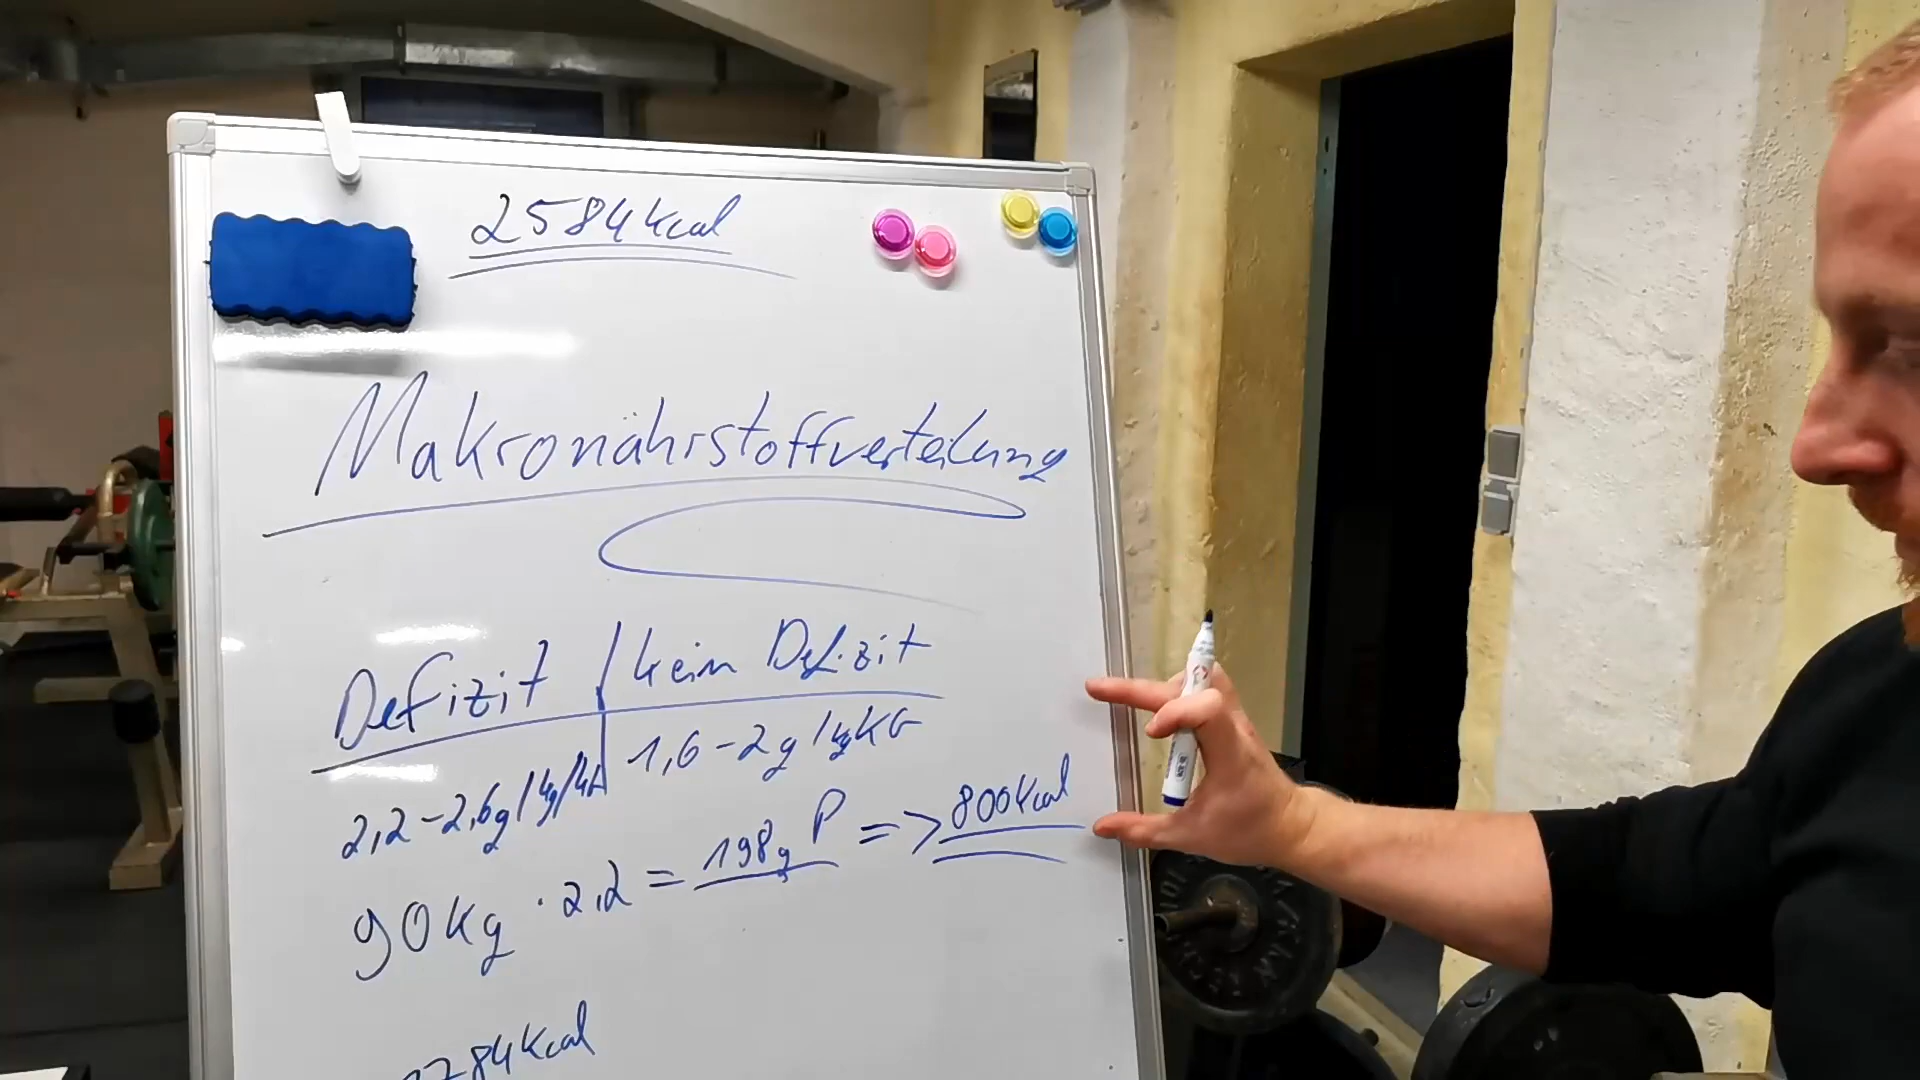 2584kcal
Makronährstoffverteilung
Defizit | kein Defizit
2,2-2,6g/kg/KG 1,6-2g/kgKG
90kg · 2,2 = 198g P => 800kcal
1784kcal